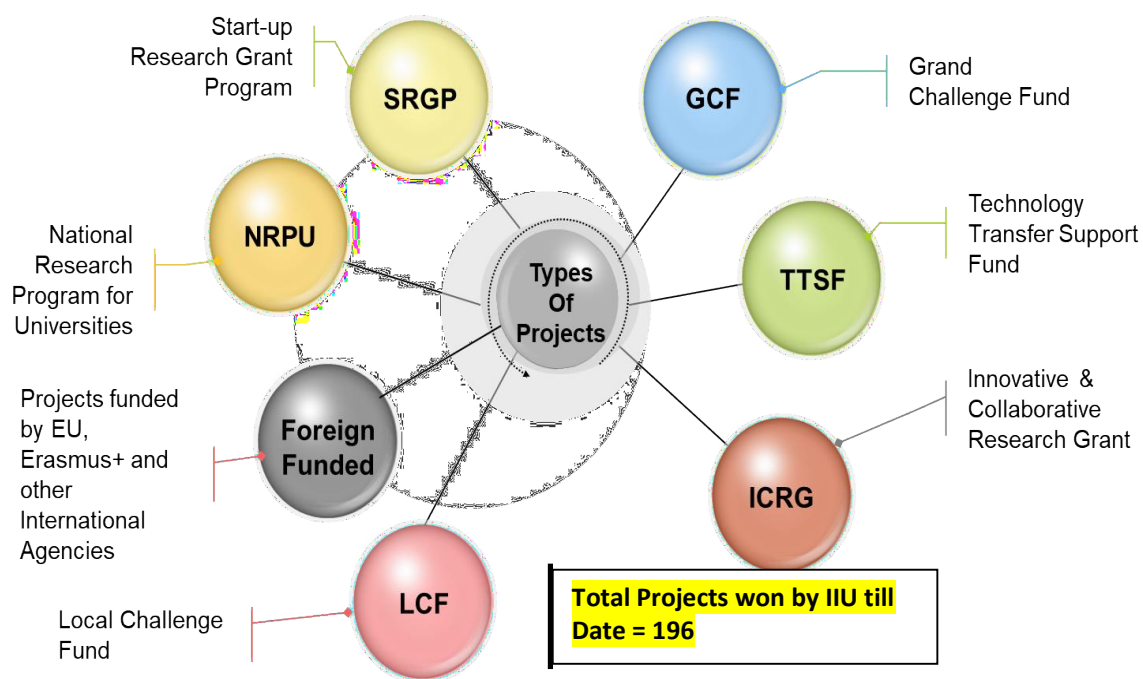 Start-up
Research Grant
Program
SRGP
GCF
Grand
Challenge Fund
NRPU
National
Research
Program for
Universities
Types
Of
Projects
TTSF
Technology
Transfer Support
Fund
Projects funded
by EU,
Erasmus+ and
other
International
Agencies
Foreign
Funded
Innovative &
Collaborative
Research Grant
ICRG
LCF
Local Challenge
Fund
Total Projects won by IIU till
Date = 196